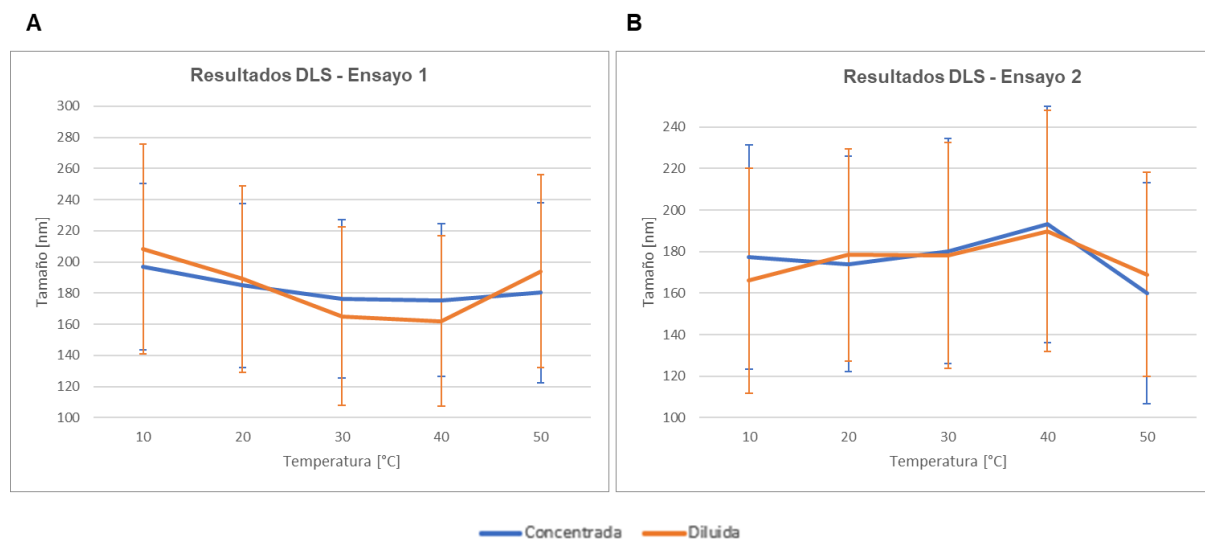 A
Resultados DLS - Ensayo 1
Tamaño [nm]
300
280
260
240
220
200
180
160
140
120
100
10 20 30 40 50
Temperatura [°C]
B
Resultados DLS - Ensayo 2
Tamaño [nm]
240
220
200
180
160
140
120
100
10 20 30 40 50
Temperatura [°C]
Concentrada Diluida